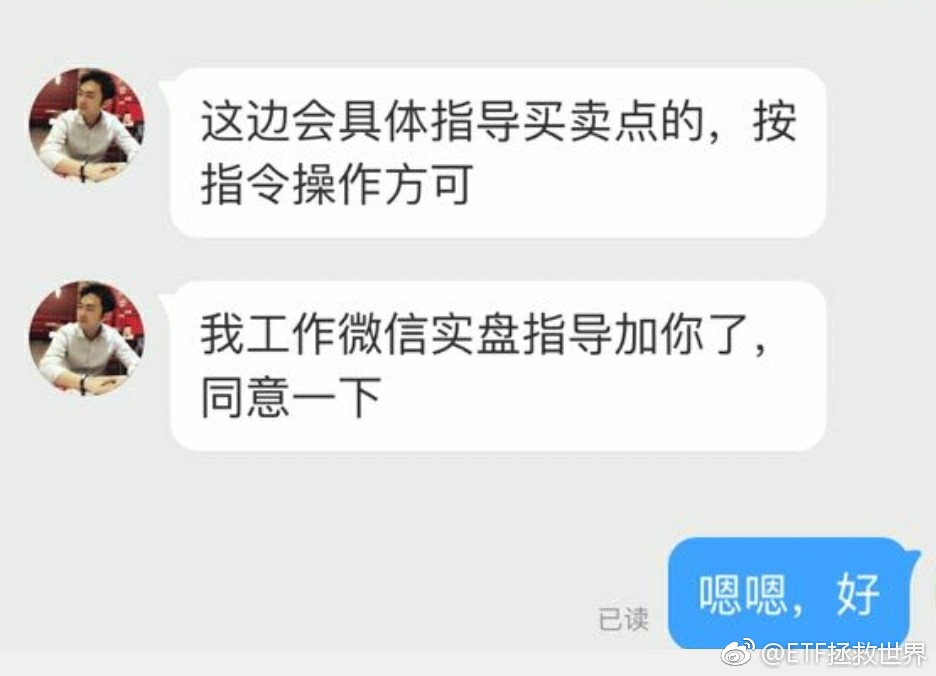 这边会具体指导买卖点的，按
指令操作方可
我工作微信实盘指导加你了，
同意一下
嗯嗯，好
已读
@ETF拯救世界